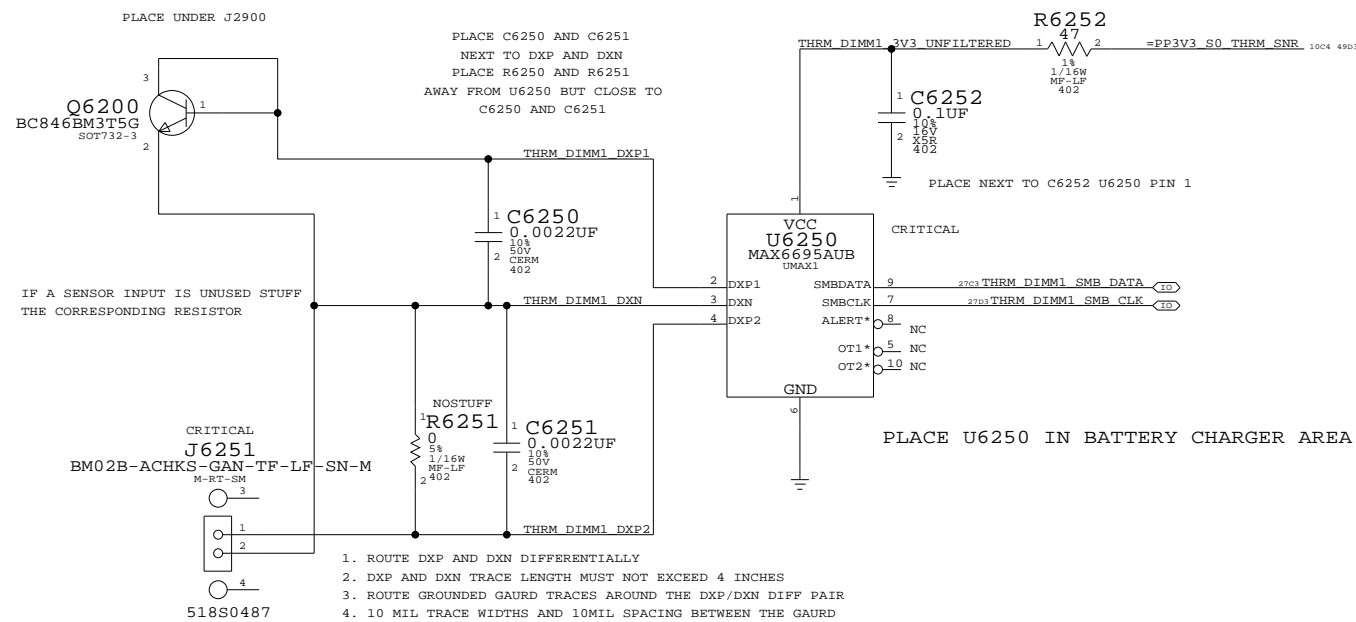 PLACE UNDER J2900
PLACE C6250 AND C6251
NEXT TO DXP AND DXN
PLACE R6250 AND R6251
AWAY FROM U6250 BUT CLOSE TO
C6250 AND C6251
R6252
47
THRM_DIMM1_3V3_UNFILTERED
1
2
=PP3V3_S0_THRM_SNR
10C4 49D3
1%
1/16W
MF-LF
402
3
Q6200
BC846BM3T5G
SOT732-3
1
2
1
C6252
0.1UF
10%
16V
X5R
402
2
PLACE NEXT TO C6252 U6250 PIN 1
THRM_DIMM1_DXP1
1
C6250
0.0022UF
10%
50V
CERM
402
2
1
VCC
U6250
MAX6695AUB
UMAX1
CRITICAL
2 DXP1
SMBDATA 9
27C3 THRM_DIMM1_SMB_DATA
IO
IF A SENSOR INPUT IS UNUSED STUFF
THE CORRESPONDING RESISTOR
THRM_DIMM1_DXN
3 DXN
SMBCLK 7
27D3 THRM_DIMM1_SMB_CLK
IO
4 DXP2
ALERT* 8
NC
OT1* 5 NC
OT2* 10 NC
GND
6
NOSTUFF
1
R6251
0
5%
1/16W
MF-LF
402
2
1
C6251
0.0022UF
10%
50V
CERM
402
2
PLACE U6250 IN BATTERY CHARGER AREA
CRITICAL
J6251
BM02B-ACHKS-GAN-TF-LF-SN-M
M-RT-SM
3
1
2
4
518S0487
THRM_DIMM1_DXP2
1. ROUTE DXP AND DXN DIFFERENTIALLY
2. DXP AND DXN TRACE LENGTH MUST NOT EXCEED 4 INCHES
3. ROUTE GROUNDED GAURD TRACES AROUND THE DXP/DXN DIFF PAIR
4. 10 MIL TRACE WIDTHS AND 10MIL SPACING BETWEEN THE GAURD